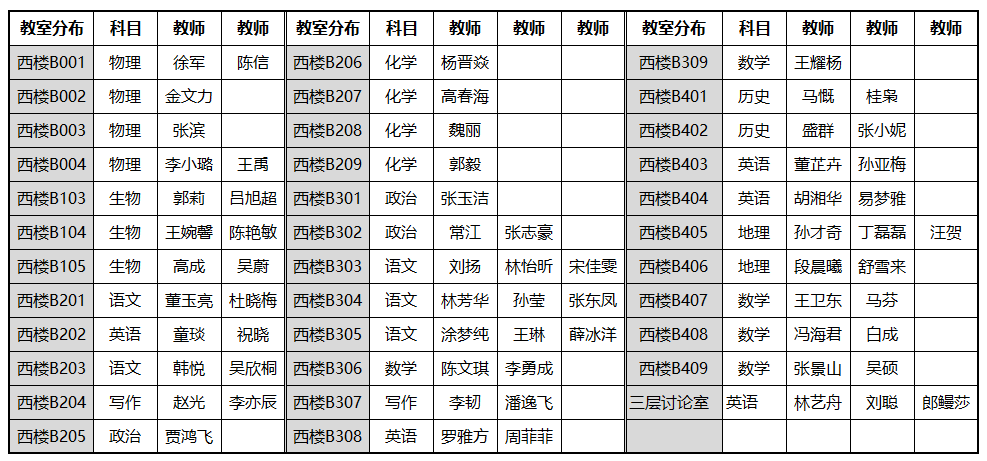 教室分布 科目 教师 教师 教室分布 科目 教师 教师 教师 教室分布 科目 教师 教师 教师
西楼B001 物理 徐军 陈信 西楼B206 化学 杨晋焱 西楼B309 数学 王耀杨
西楼B002 物理 金文力 西楼B207 化学 高春海 西楼B401 历史 马慨 桂枭
西楼B003 物理 张滨 西楼B208 化学 魏丽 西楼B402 历史 盛群 张小妮
西楼B004 物理 李小璐 王禹 西楼B209 化学 郭毅 西楼B403 英语 董芷卉 孙亚梅
西楼B103 生物 郭莉 吕旭超 西楼B301 政治 张玉洁 西楼B404 英语 胡湘华 易梦雅
西楼B104 生物 王婉馨 陈艳敏 西楼B302 政治 常江 张志豪 西楼B405 地理 孙才奇 丁磊磊 汪贺
西楼B105 生物 高成 吴蔚 西楼B303 语文 刘扬 林怡昕 宋佳雯 西楼B406 地理 段晨曦 舒雪来
西楼B201 语文 董玉亮 杜晓梅 西楼B304 语文 林芳华 孙莹 张东凤 西楼B407 数学 王卫东 马芬
西楼B202 英语 童琰 祝晓 西楼B305 语文 涂梦纯 王琳 薛冰洋 西楼B408 数学 冯海君 白成
西楼B203 语文 韩悦 吴欣桐 西楼B306 数学 陈文琪 李勇成 西楼B409 数学 张景山 吴硕
西楼B204 写作 赵光 李亦辰 西楼B307 写作 李韧 潘逸飞 三层讨论室 英语 林艺舟 刘聪 郎鳗莎
西楼B205 政治 贾鸿飞 西楼B308 英语 罗雅方 周菲菲